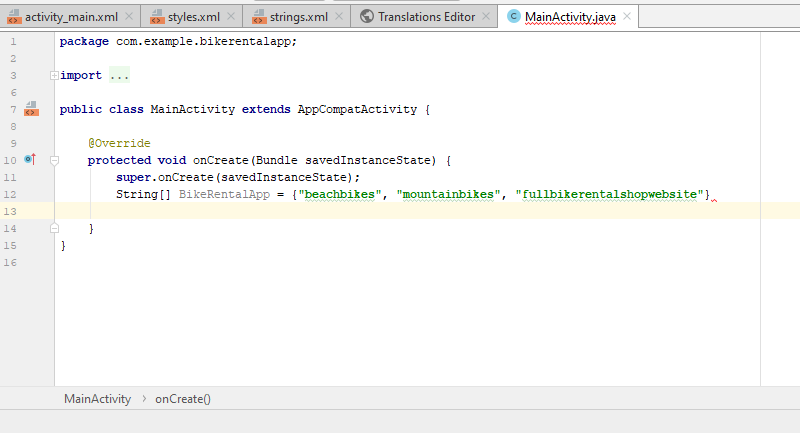 activity_main.xml styles.xml strings.xml Translations Editor MainActivity.java
1 package com.example.bikerentalapp;
2
3 import ...
6
7 public class MainActivity extends AppCompatActivity {
8
9 @Override
10 protected void onCreate(Bundle savedInstanceState) {
11 super.onCreate(savedInstanceState);
12 String[] BikeRentalApp = {"beachbikes", "mountainbikes", "fullbikerentalshopwebsite"}
13
14 }
15 }
16
MainActivity > onCreate()